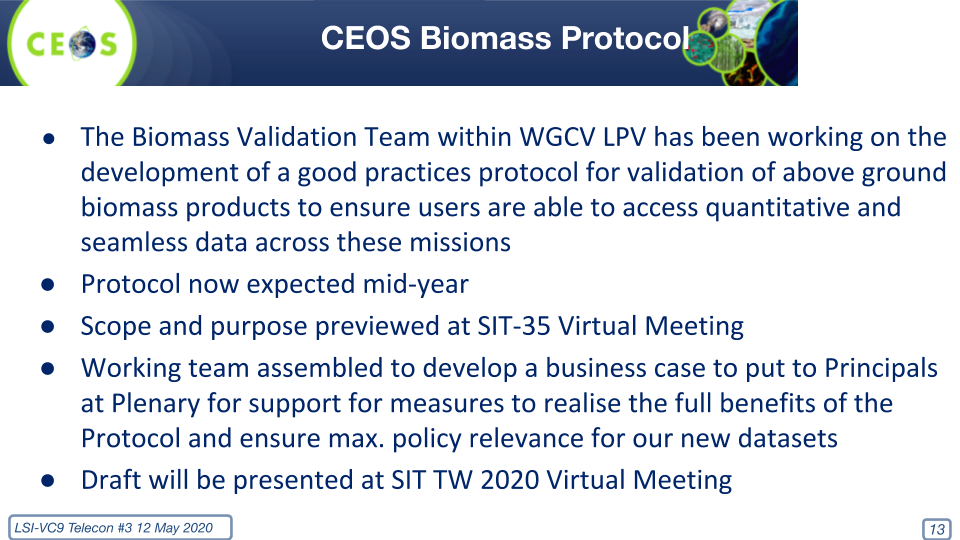 CEOS
CEOS Biomass Protocol
● The Biomass Validation Team within WGCV LPV has been working on the
development of a good practices protocol for validation of above ground
biomass products to ensure users are able to access quantitative and
seamless data across these missions
● Protocol now expected mid-year
● Scope and purpose previewed at SIT-35 Virtual Meeting
● Working team assembled to develop a business case to put to Principals
at Plenary for support for measures to realise the full benefits of the
Protocol and ensure max. policy relevance for our new datasets
● Draft will be presented at SIT TW 2020 Virtual Meeting
LSI-VC9 Telecon #3 12 May 2020
13